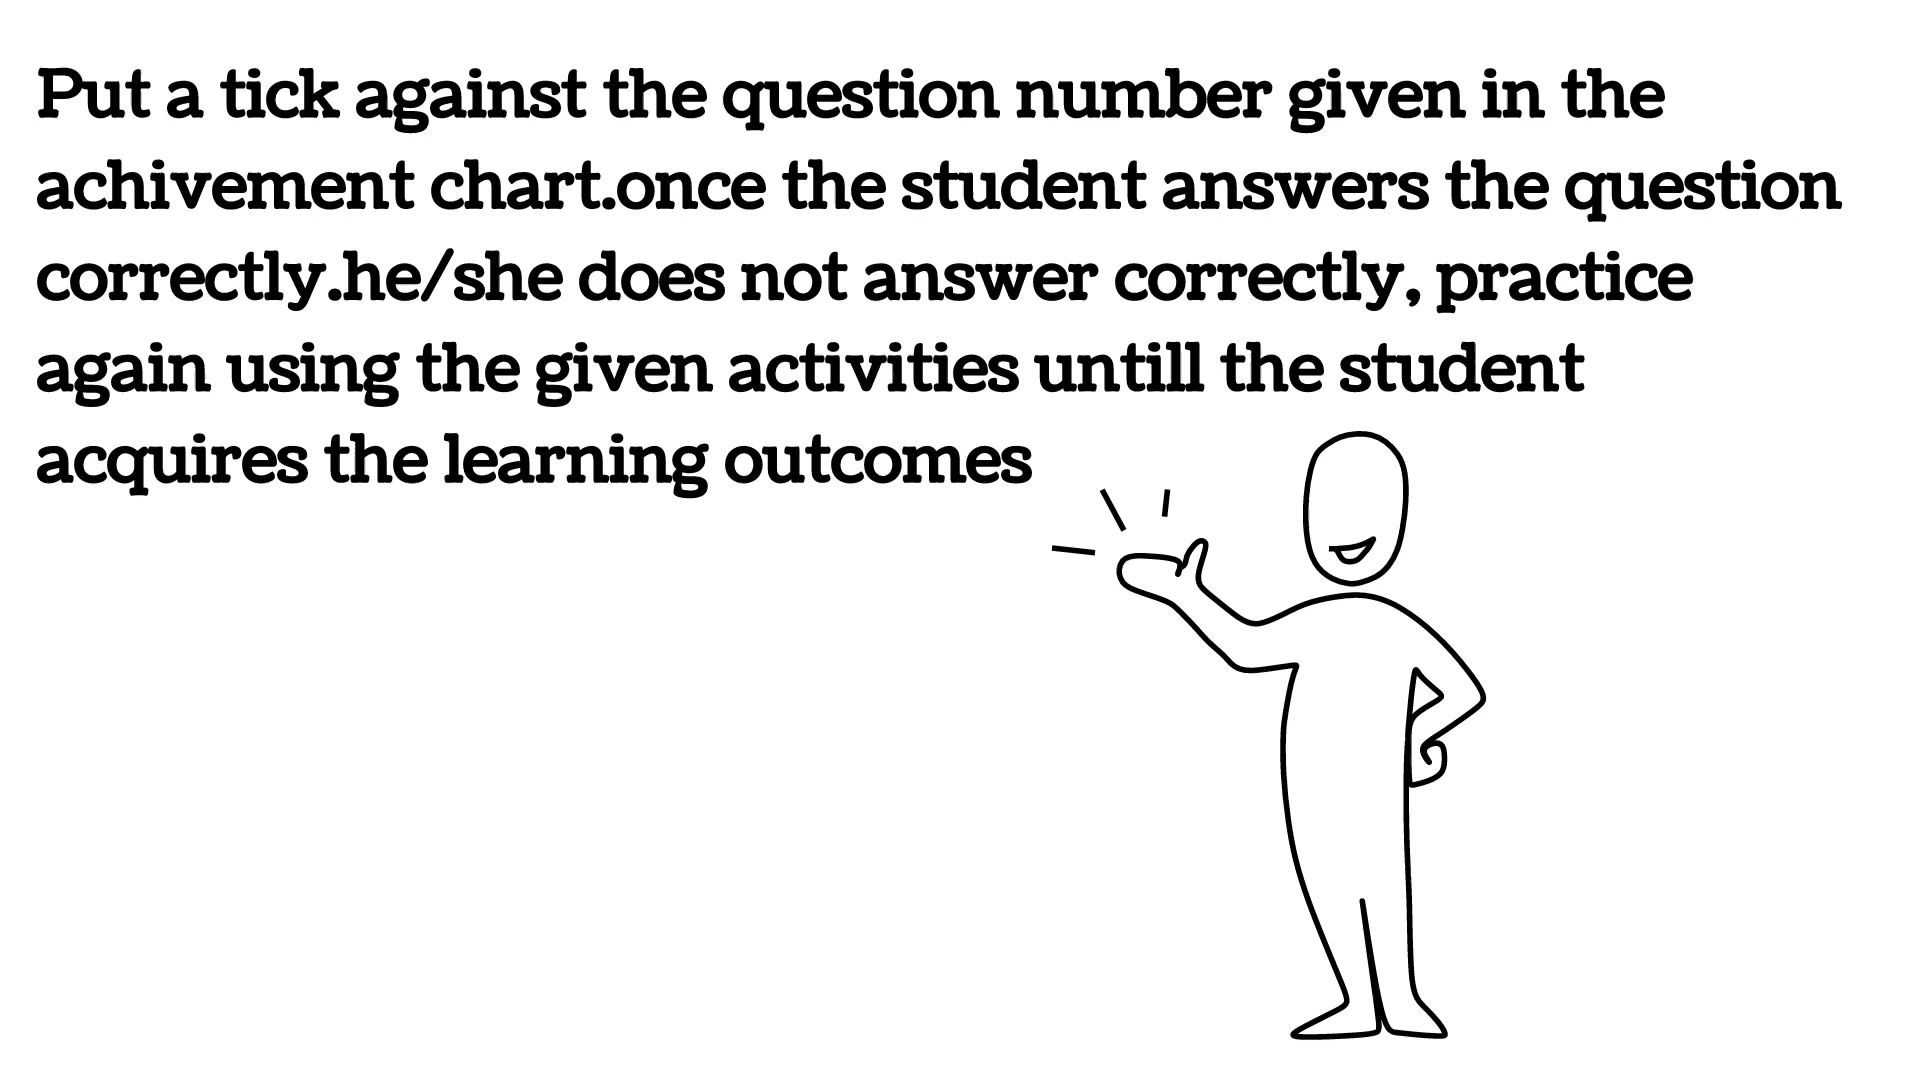 Put a tick against the question number given in the
achivement chart.once the student answers the question
correctly.he/she does not answer correctly, practice
again using the given activities untill the student
acquires the learning outcomes